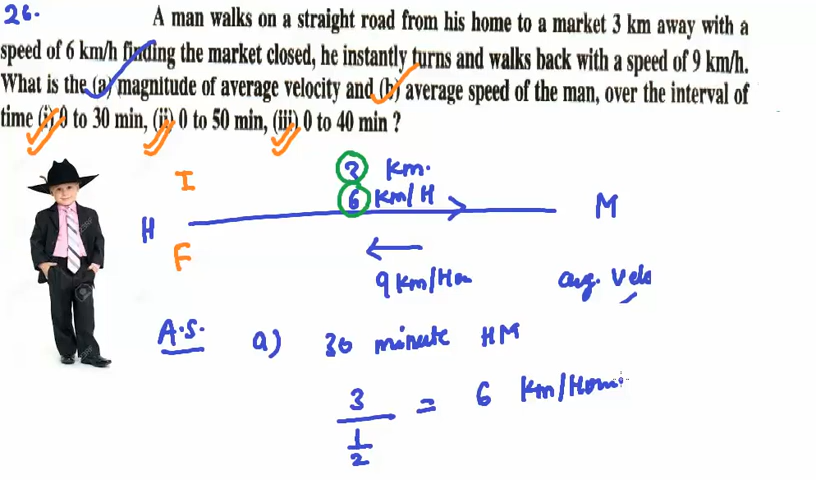 26. A man walks on a straight road from his home to a market 3 km away with a
speed of 6 km/h finding the market closed, he instantly turns and walks back with a speed of 9 km/h.
What is the (a) magnitude of average velocity and (b) average speed of the man, over the interval of
time (i) 0 to 30 min, (ii) 0 to 50 min, (iii) 0 to 40 min ?
I
3 Km.
6 Km/H
H
M
F
9 Km/Hou
avg. Velo
A.S. a) 30 minute HM
3
1
2
= 6 Km/Hour